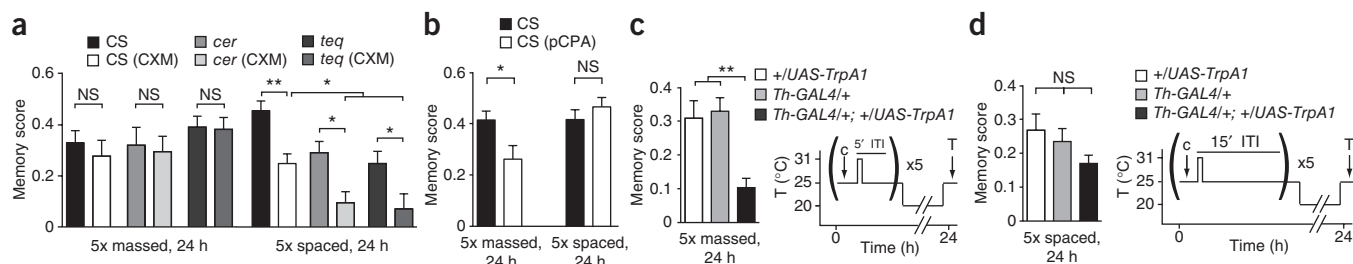 a
CS
CS (CXM)
cer
cer (CXM)
teq
teq (CXM)
Memory score
0.6
0.4
0.2
0
NS
NS
NS
**
*
*
*
5x massed, 24 h
5x spaced, 24 h
b
CS
CS (pCPA)
Memory score
0.6
0.4
0.2
0
*
NS
5x massed,
24 h
5x spaced,
24 h
c
+/UAS-TrpA1
Th-GAL4/+
Th-GAL4/+; +/UAS-TrpA1
Memory score
0.4
0.3
0.2
0.1
0
**
5x massed,
24 h
T (°C)
31
25
20
c
5′ ITI
x5
T
0
24
Time (h)
d
+/UAS-TrpA1
Th-GAL4/+
Th-GAL4/+; +/UAS-TrpA1
Memory score
0.4
0.3
0.2
0.1
0
NS
5x spaced,
24 h
T (°C)
31
25
20
c
15′ ITI
x5
T
0
24
Time (h)